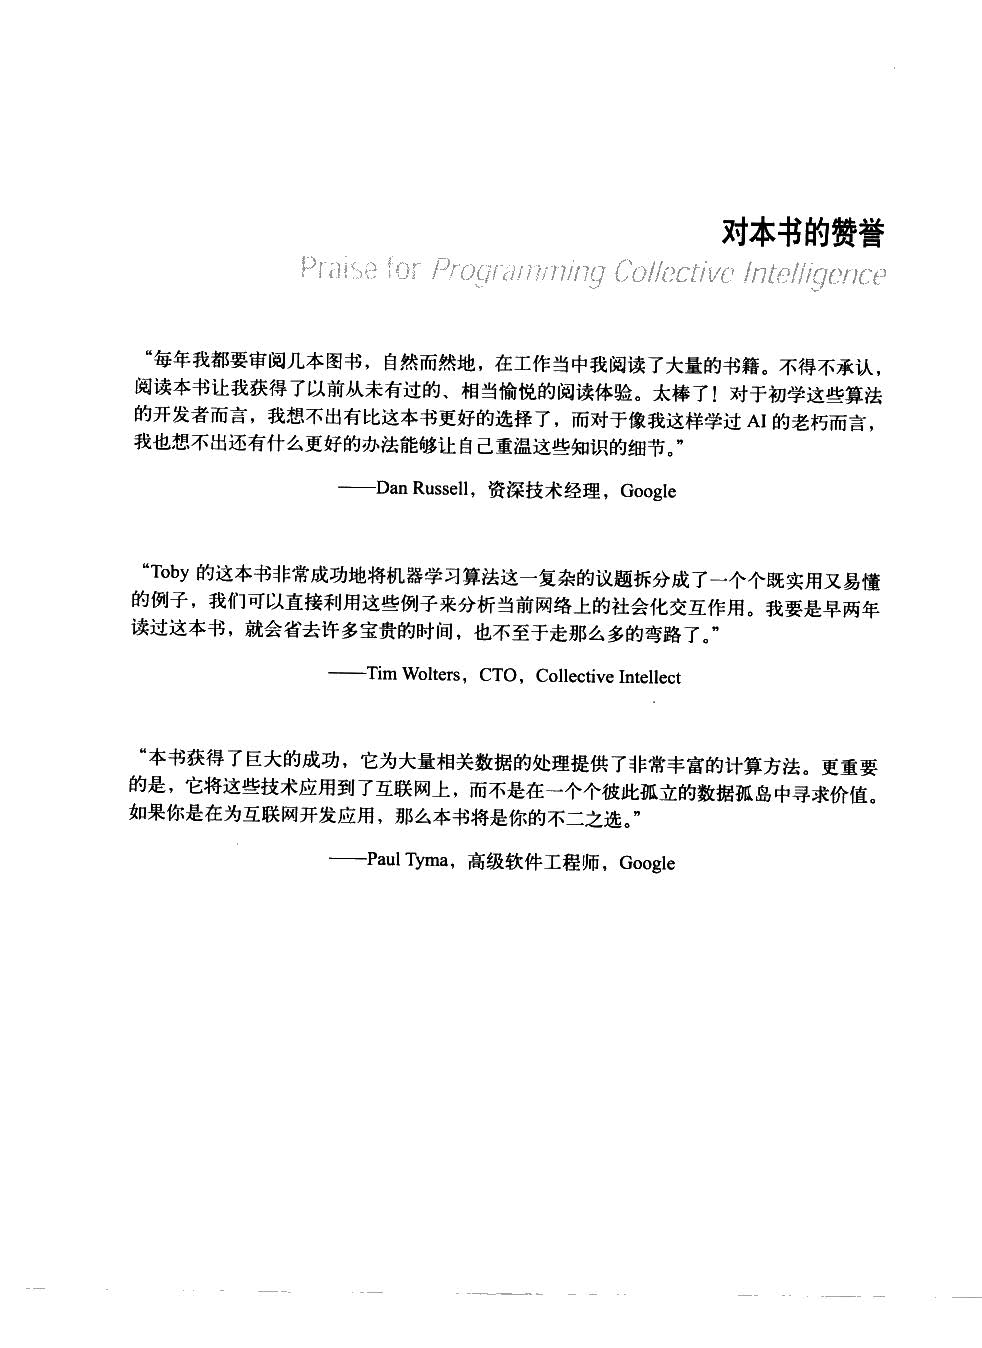 对本书的赞誉
Praise for Programming Collective Intelligence
“每年我都要审阅几本图书，自然而然地，在工作当中我阅读了大量的书籍。不得不承认，
阅读本书让我获得了以前从未有过的、相当愉悦的阅读体验。太棒了！对于初学这些算法
的开发者而言，我想不出有比这本书更好的选择了，而对于像我这样学过 AI 的老朽而言，
我也想不出还有什么更好的办法能够让自己重温这些知识的细节。”
——Dan Russell，资深技术经理，Google
“Toby 的这本书非常成功地将机器学习算法这一复杂的议题拆分成了一个个既实用又易懂
的例子，我们可以直接利用这些例子来分析当前网络上的社会化交互作用。我要是早两年
读过这本书，就会省去许多宝贵的时间，也不至于走那么多的弯路了。”
——Tim Wolters，CTO，Collective Intellect
“本书获得了巨大的成功，它为大量相关数据的处理提供了非常丰富的计算方法。更重要
的是，它将这些技术应用到了互联网上，而不是在一个个彼此孤立的数据孤岛中寻求价值。
如果你是在为互联网开发应用，那么本书将是你的不二之选。”
——Paul Tyma，高级软件工程师，Google